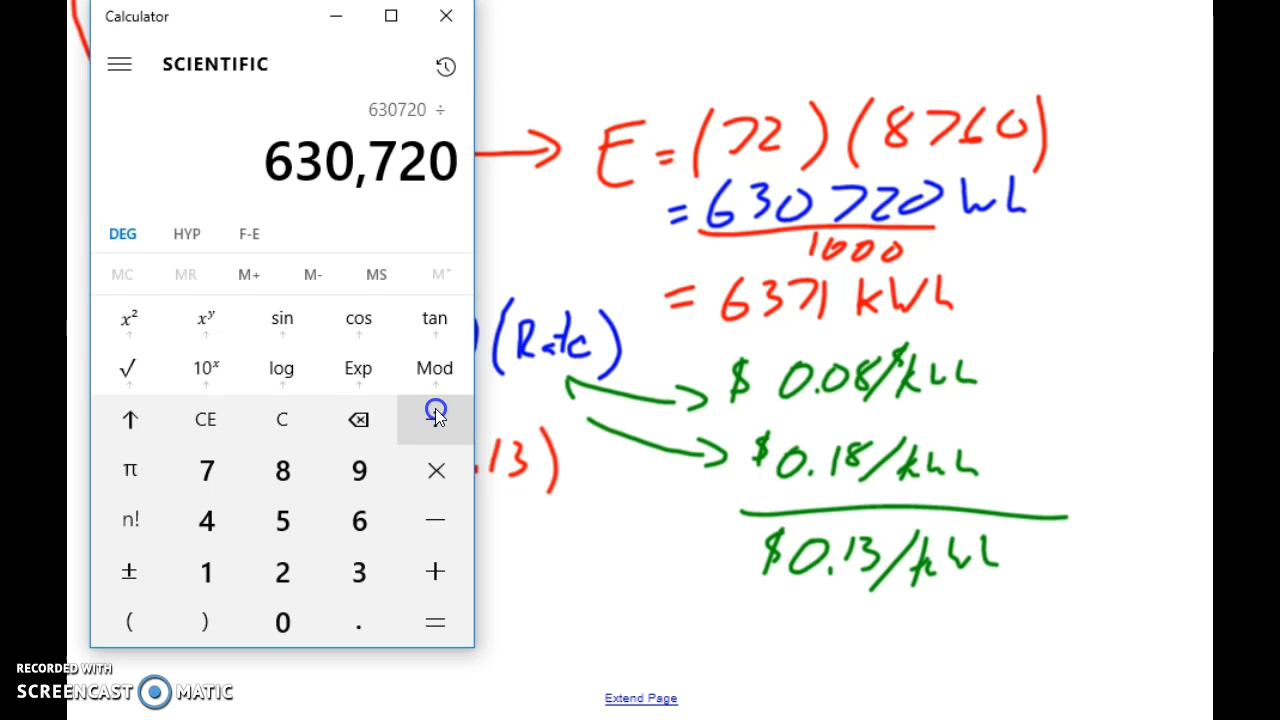 Calculator
SCIENTIFIC
630720 ÷
630,720
DEG HYP F-E
MC MR M+ M- MS M˅
x² xʸ sin cos tan
√ 10ˣ log Exp Mod
↑ CE C ⌫ ÷
π 7 8 9 ×
n! 4 5 6 −
± 1 2 3 +
( ) 0 . =
→ E = (72)(8760)
= 630720 Wh
1000
= 6371 kWh
) (Rate)
$ 0.08/$kWh
$0.18/kWh
.13)
$0.13/kWh
RECORDED WITH
SCREENCAST MATIC
Extend Page